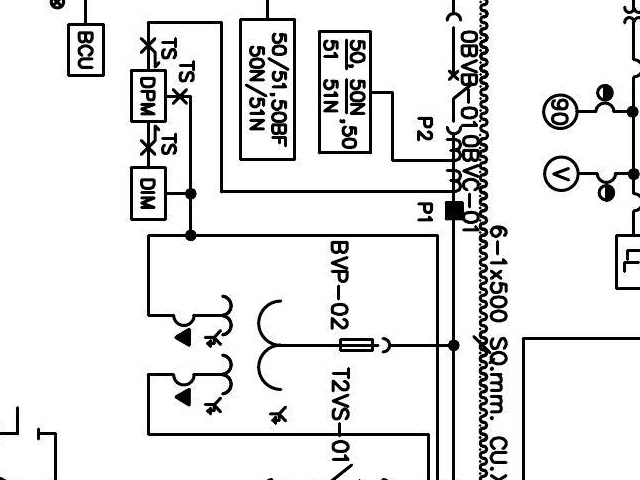 BCU
TS
TS
DPM
TS
DIM
50/51,50BF
50N/51N
50, 50N ,50
51 51N
P2
P1
0BVB-01
0BVC-01
6-1x500 SQ.mm. CU.X
BVP-02
T2VS-01
90
V